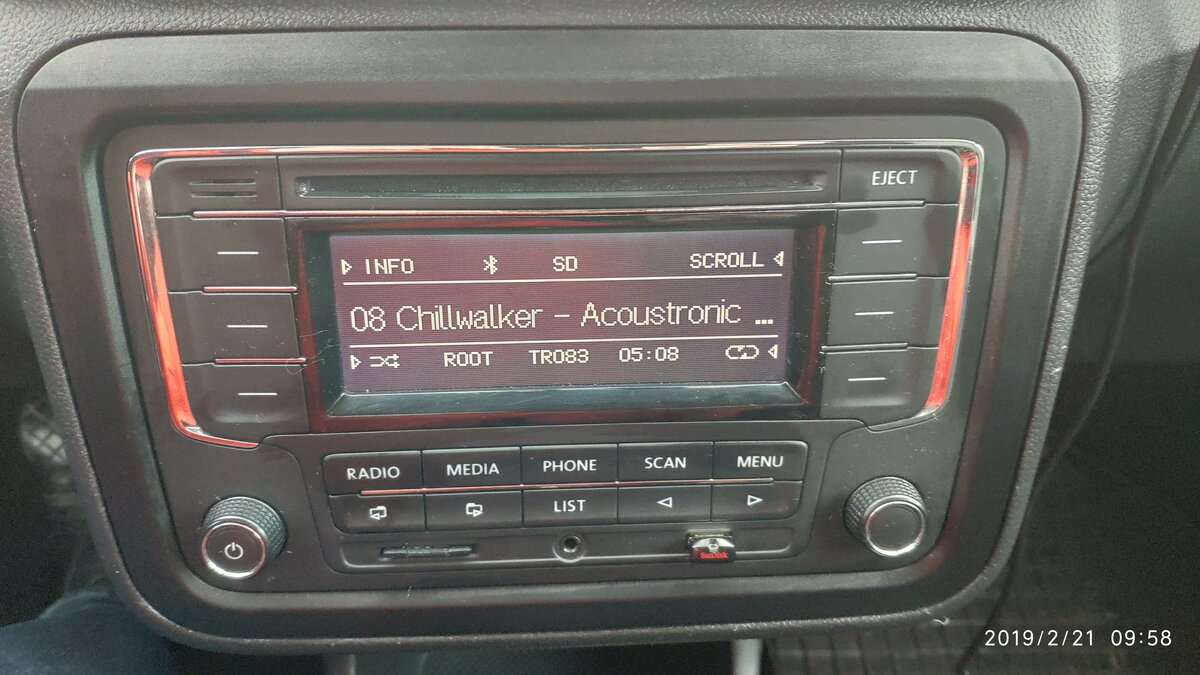 EJECT
INFO SD SCROLL
08 Chillwalker - Acoustronic ...
ROOT TR083 05:08
RADIO MEDIA PHONE SCAN MENU
LIST
SanDisk
2019/2/21 09:58